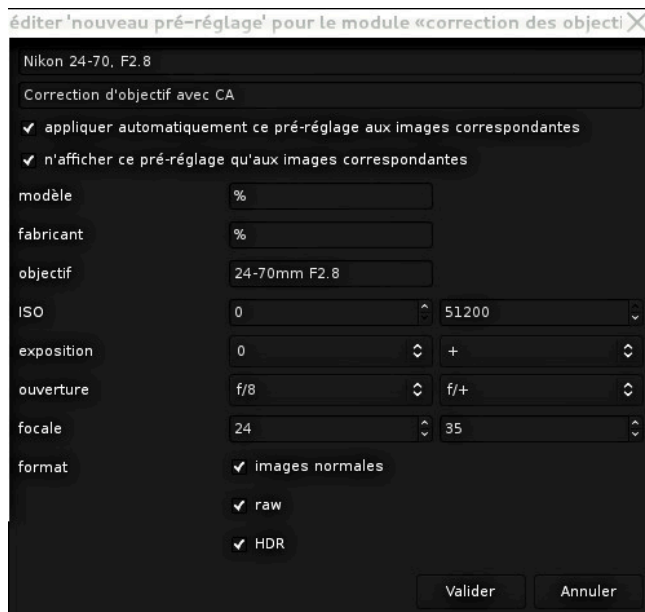 éditer 'nouveau pré-réglage' pour le module «correction des objecti
Nikon 24-70, F2.8
Correction d'objectif avec CA
appliquer automatiquement ce pré-réglage aux images correspondantes
n'afficher ce pré-réglage qu'aux images correspondantes
modèle %
fabricant %
objectif 24-70mm F2.8
ISO 0 51200
exposition 0 +
ouverture f/8 f/+
focale 24 35
format images normales
raw
HDR
Valider Annuler